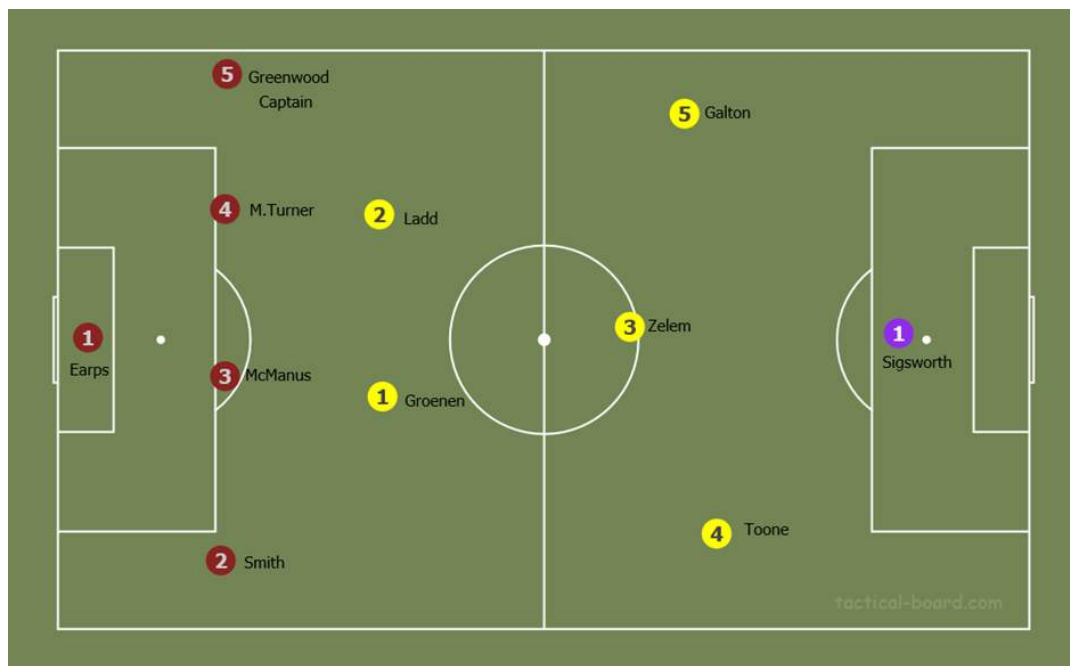 5 Greenwood
Captain
5 Galton
4 M.Turner
2 Ladd
3 Zelem
1
Earps
1
Sigsworth
3 McManus
1 Groenen
4 Toone
2 Smith
tactical-board.com